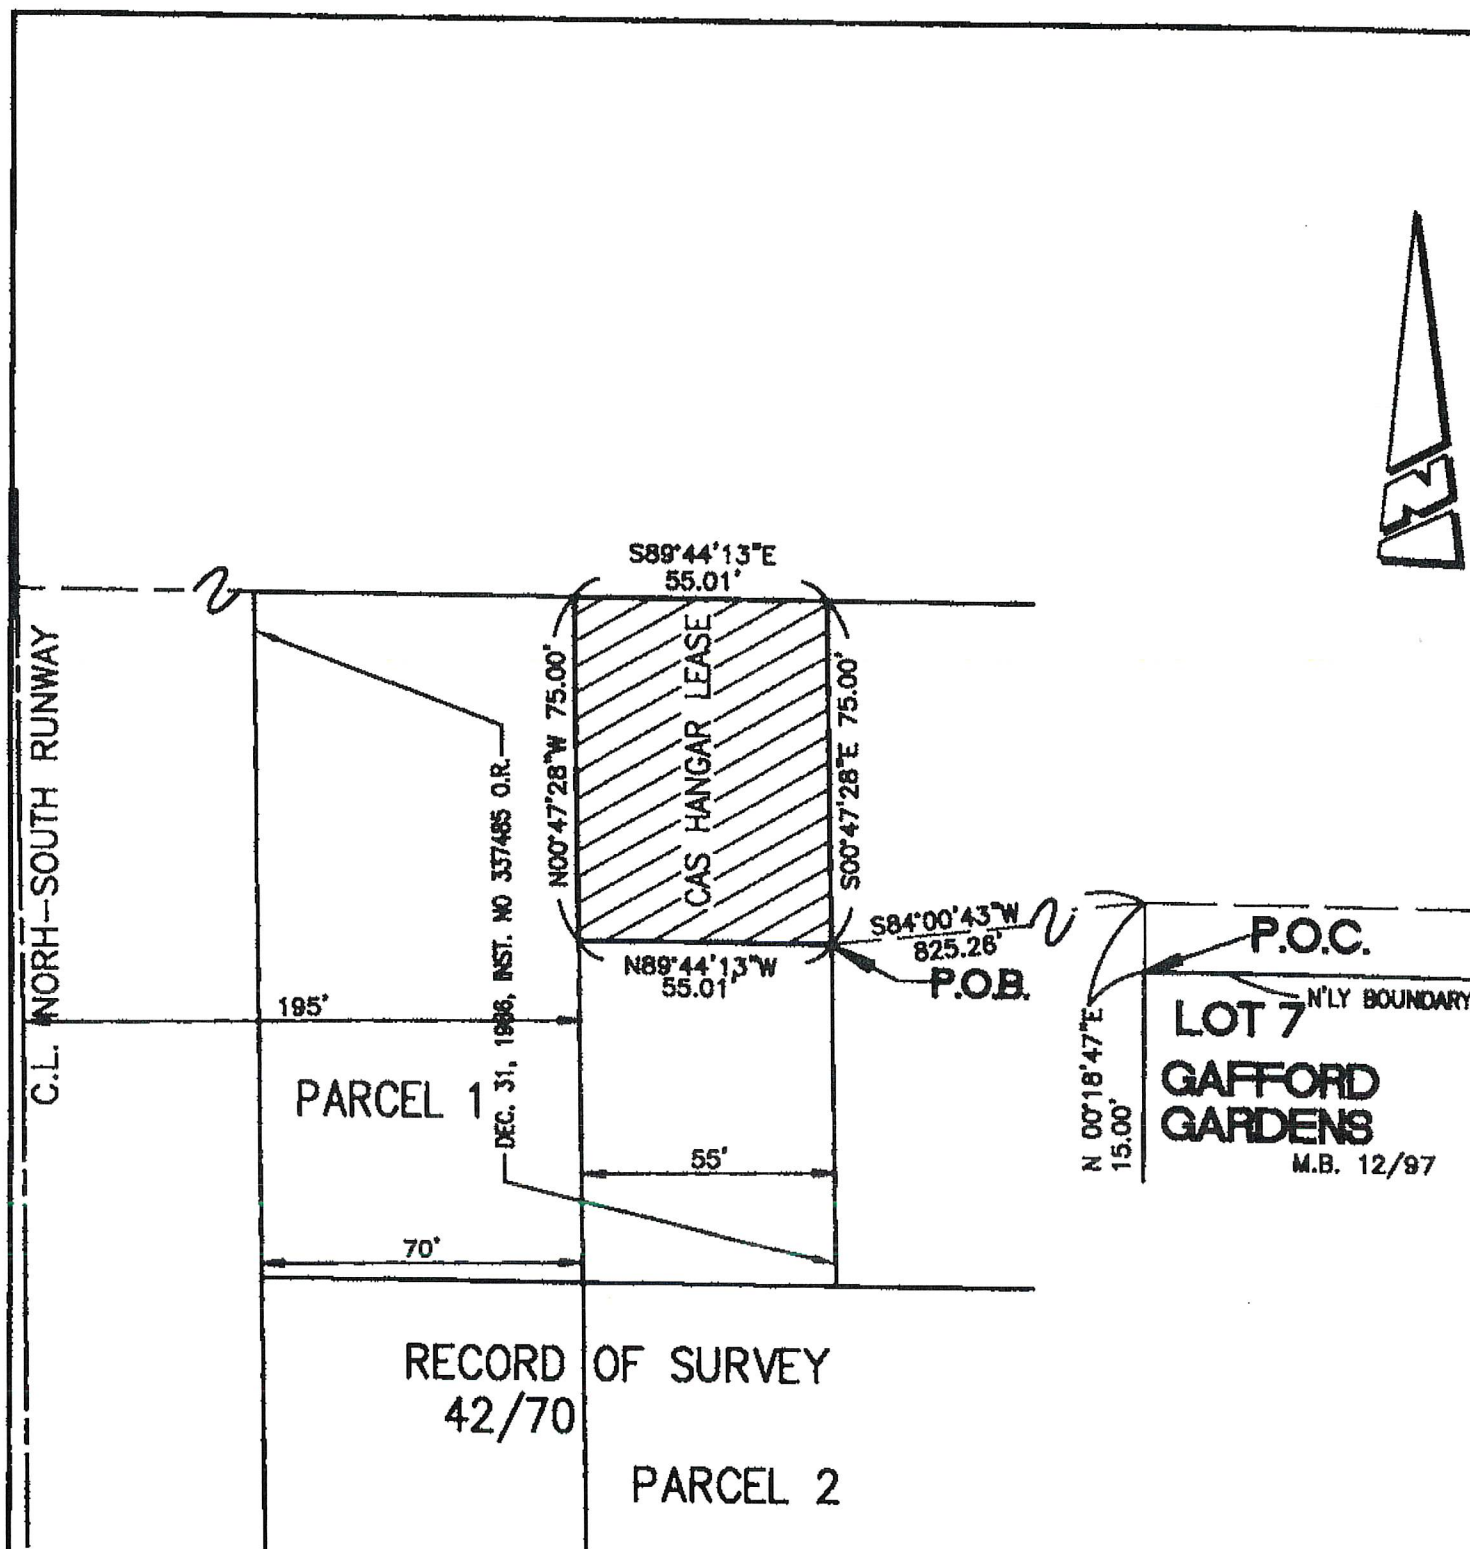 N
S89°44'13"E
55.01'
C.L. NORH-SOUTH RUNWAY
DEC. 31, 1986, INST. NO 337485 O.R.
N00°47'28"W 75.00'
CAS HANGAR LEASE
S00°47'28"E 75.00'
S84°00'43"W
825.26'
N89°44'13"W
55.01'
P.O.B.
P.O.C.
N'LY BOUNDARY
LOT 7
GAFFORD
GARDENS
M.B. 12/97
N 00°18'47"E
15.00'
195'
PARCEL 1
55'
70'
RECORD OF SURVEY
42/70
PARCEL 2